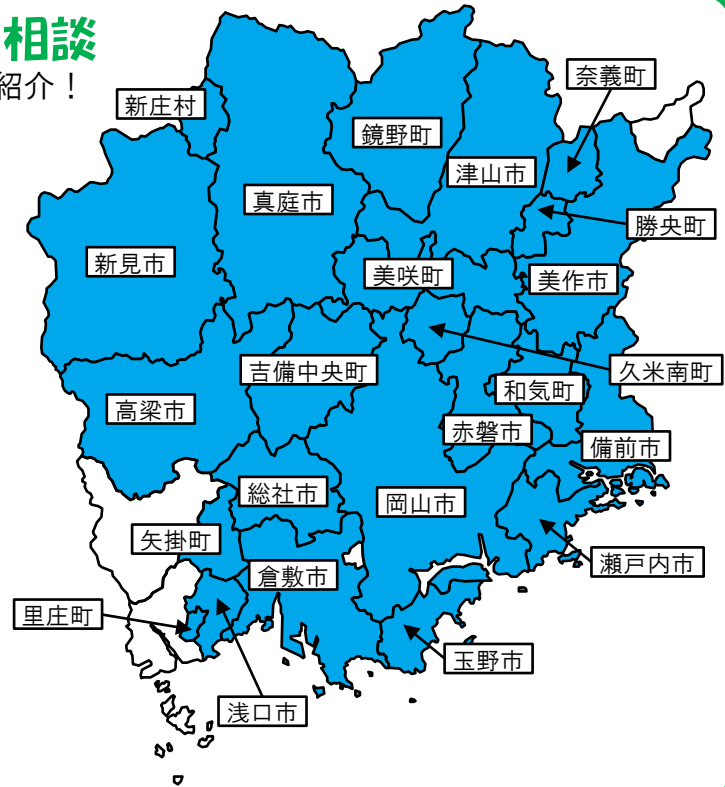 相談
紹介！
奈義町
新庄村
鏡野町
津山市
真庭市
勝央町
新見市
美咲町
美作市
吉備中央町
久米南町
和気町
高梁市
赤磐市
備前市
総社市
岡山市
矢掛町
瀬戸内市
倉敷市
里庄町
玉野市
浅口市